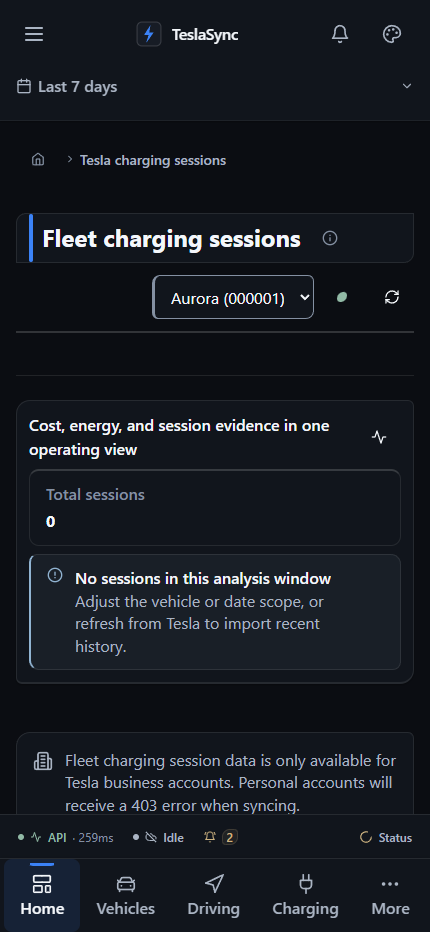 TeslaSync
Last 7 days
Tesla charging sessions
Fleet charging sessions
Aurora (000001)
Cost, energy, and session evidence in one
operating view
Total sessions
0
No sessions in this analysis window
Adjust the vehicle or date scope, or
refresh from Tesla to import recent
history.
Fleet charging session data is only available for
Tesla business accounts. Personal accounts will
receive a 403 error when syncing.
API · 259ms Idle 2 Status
Home Vehicles Driving Charging More